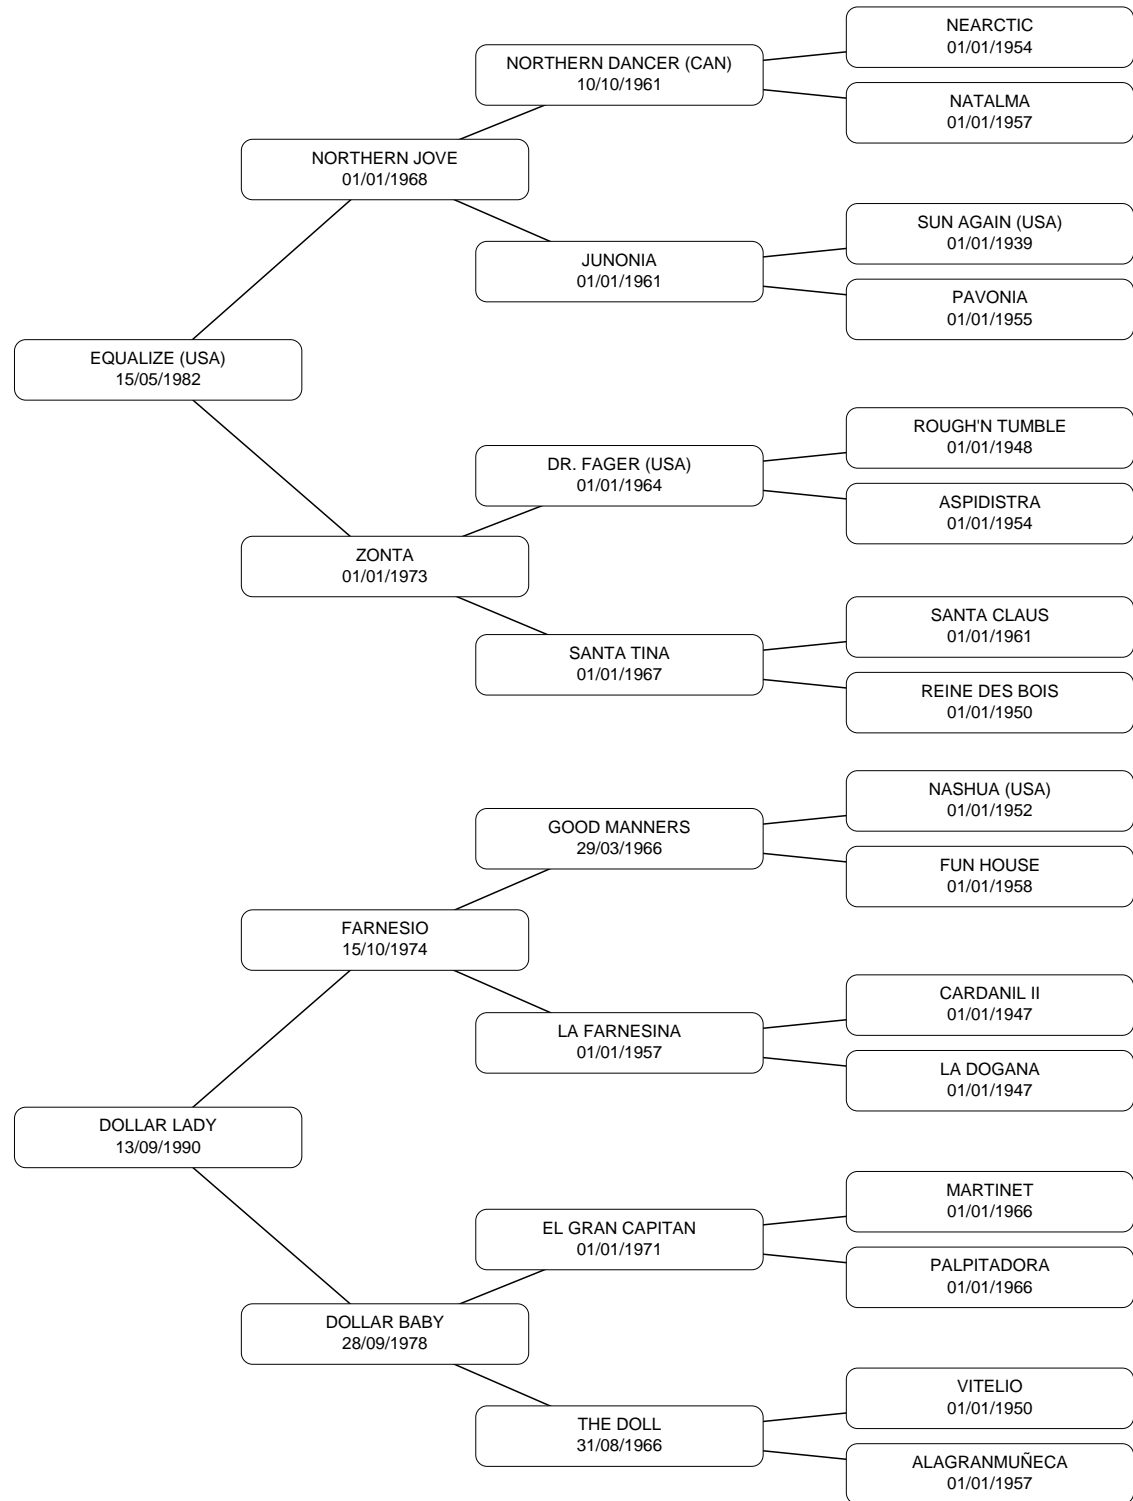 NEARCTIC
01/01/1954
NORTHERN DANCER (CAN)
10/10/1961
NATALMA
01/01/1957
NORTHERN JOVE
01/01/1968
SUN AGAIN (USA)
01/01/1939
JUNONIA
01/01/1961
PAVONIA
01/01/1955
EQUALIZE (USA)
15/05/1982
ROUGH'N TUMBLE
01/01/1948
DR. FAGER (USA)
01/01/1964
ASPIDISTRA
01/01/1954
ZONTA
01/01/1973
SANTA CLAUS
01/01/1961
SANTA TINA
01/01/1967
REINE DES BOIS
01/01/1950
NASHUA (USA)
01/01/1952
GOOD MANNERS
29/03/1966
FUN HOUSE
01/01/1958
FARNESIO
15/10/1974
CARDANIL II
01/01/1947
LA FARNESINA
01/01/1957
LA DOGANA
01/01/1947
DOLLAR LADY
13/09/1990
MARTINET
01/01/1966
EL GRAN CAPITAN
01/01/1971
PALPITADORA
01/01/1966
DOLLAR BABY
28/09/1978
VITELIO
01/01/1950
THE DOLL
31/08/1966
ALAGRANMUÑECA
01/01/1957